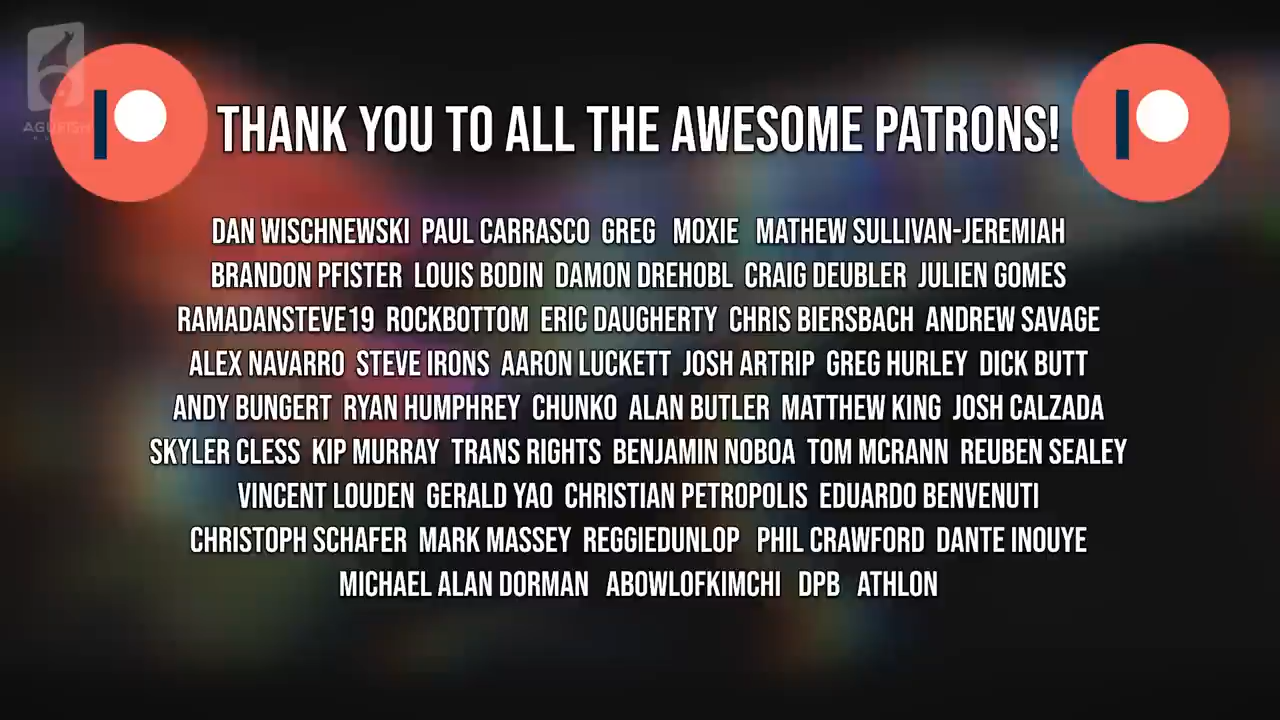 THANK YOU TO ALL THE AWESOME PATRONS!
DAN WISCHNEWSKI PAUL CARRASCO GREG MOXIE MATHEW SULLIVAN-JEREMIAH
BRANDON PFISTER LOUIS BODIN DAMON DREHOBL CRAIG DEUBLER JULIEN GOMES
RAMADANSTEVE19 ROCKBOTTOM ERIC DAUGHERTY CHRIS BIERSBACH ANDREW SAVAGE
ALEX NAVARRO STEVE IRONS AARON LUCKETT JOSH ARTRIP GREG HURLEY DICK BUTT
ANDY BUNGERT RYAN HUMPHREY CHUNKO ALAN BUTLER MATTHEW KING JOSH CALZADA
SKYLER CLESS KIP MURRAY TRANS RIGHTS BENJAMIN NOBOA TOM MCRANN REUBEN SEALEY
VINCENT LOUDEN GERALD YAO CHRISTIAN PETROPOLIS EDUARDO BENVENUTI
CHRISTOPH SCHAFER MARK MASSEY REGGIEDUNLOP PHIL CRAWFORD DANTE INOUYE
MICHAEL ALAN DORMAN ABOWLOFKIMCHI DPB ATHLON